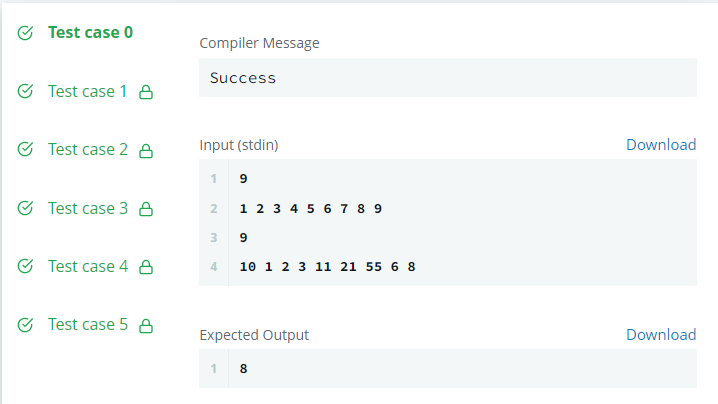 Test case 0
Test case 1
Test case 2
Test case 3
Test case 4
Test case 5
Compiler Message
Success
Input (stdin)
Download
1 9
2 1 2 3 4 5 6 7 8 9
3 9
4 10 1 2 3 11 21 55 6 8
Expected Output
Download
1 8